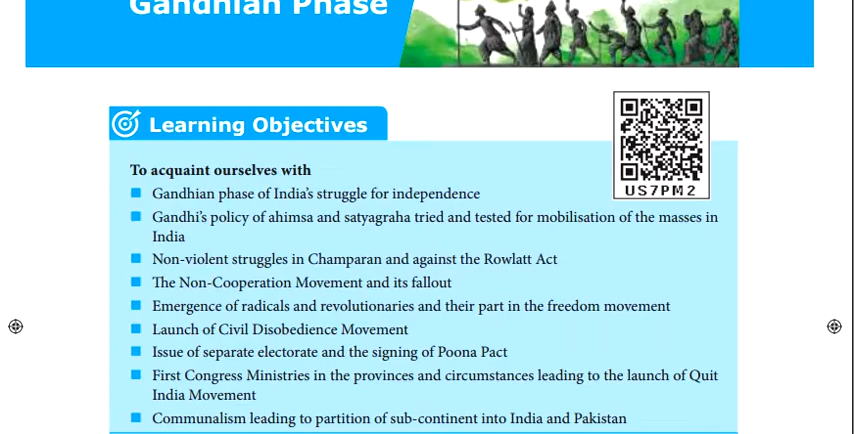 Gandhian Phase
Learning Objectives
US7PM2
To acquaint ourselves with
Gandhian phase of India's struggle for independence
Gandhi's policy of ahimsa and satyagraha tried and tested for mobilisation of the masses in
India
Non-violent struggles in Champaran and against the Rowlatt Act
The Non-Cooperation Movement and its fallout
Emergence of radicals and revolutionaries and their part in the freedom movement
Launch of Civil Disobedience Movement
Issue of separate electorate and the signing of Poona Pact
First Congress Ministries in the provinces and circumstances leading to the launch of Quit
India Movement
Communalism leading to partition of sub-continent into India and Pakistan